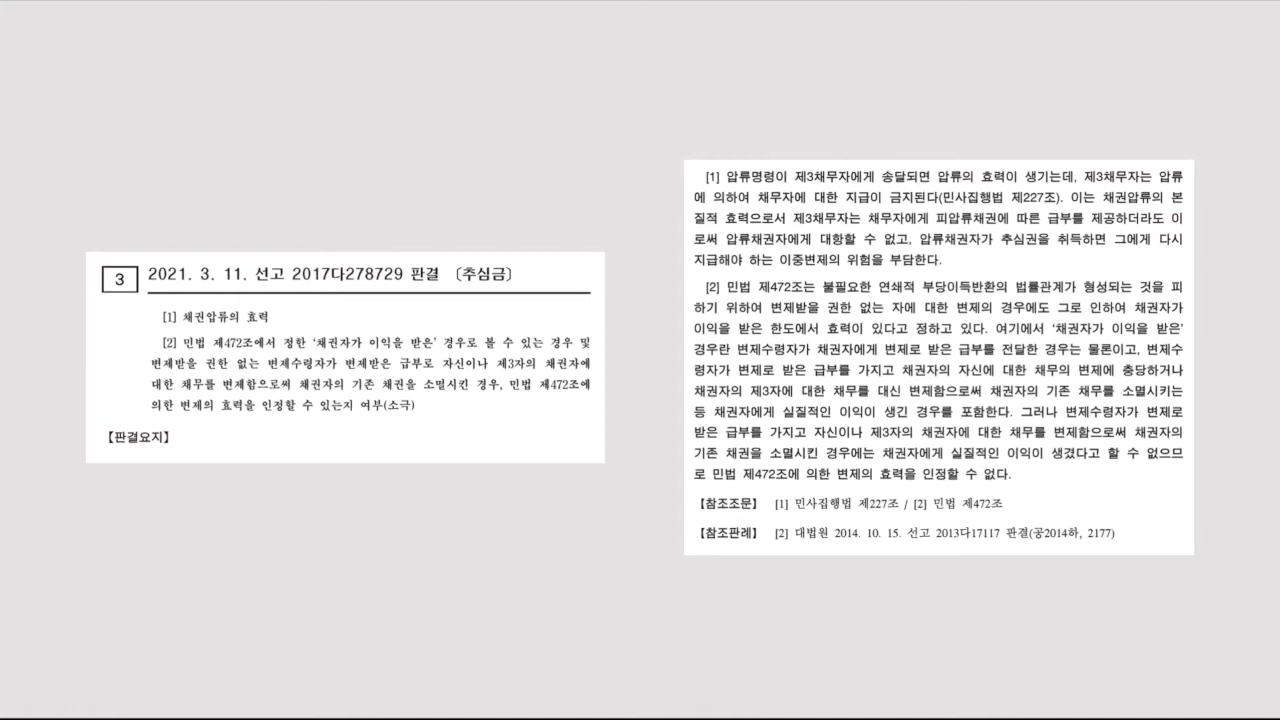 3
2021. 3. 11. 선고 2017다278729 판결 〔추심금〕
[1] 채권압류의 효력
[2] 민법 제472조에서 정한 ‘채권자가 이익을 받은’ 경우로 볼 수 있는 경우 및
변제받을 권한 없는 변제수령자가 변제받은 급부로 자신이나 제3자의 채권자에
대한 채무를 변제함으로써 채권자의 기존 채권을 소멸시킨 경우, 민법 제472조에
의한 변제의 효력을 인정할 수 있는지 여부(소극)
【판결요지】
[1] 압류명령이 제3채무자에게 송달되면 압류의 효력이 생기는데, 제3채무자는 압류
에 의하여 채무자에 대한 지급이 금지된다(민사집행법 제227조). 이는 채권압류의 본
질적 효력으로서 제3채무자는 채무자에게 피압류채권에 따른 급부를 제공하더라도 이
로써 압류채권자에게 대항할 수 없고, 압류채권자가 추심권을 취득하면 그에게 다시
지급해야 하는 이중변제의 위험을 부담한다.
[2] 민법 제472조는 불필요한 연쇄적 부당이득반환의 법률관계가 형성되는 것을 피
하기 위하여 변제받을 권한 없는 자에 대한 변제의 경우에도 그로 인하여 채권자가
이익을 받은 한도에서 효력이 있다고 정하고 있다. 여기에서 ‘채권자가 이익을 받은’
경우란 변제수령자가 채권자에게 변제로 받은 급부를 전달한 경우는 물론이고, 변제수
령자가 변제로 받은 급부를 가지고 채권자의 자신에 대한 채무의 변제에 충당하거나
채권자의 제3자에 대한 채무를 대신 변제함으로써 채권자의 기존 채무를 소멸시키는
등 채권자에게 실질적인 이익이 생긴 경우를 포함한다. 그러나 변제수령자가 변제로
받은 급부를 가지고 자신이나 제3자의 채권자에 대한 채무를 변제함으로써 채권자의
기존 채권을 소멸시킨 경우에는 채권자에게 실질적인 이익이 생겼다고 할 수 없으므
로 민법 제472조에 의한 변제의 효력을 인정할 수 없다.
【참조조문】 [1] 민사집행법 제227조 / [2] 민법 제472조
【참조판례】 [2] 대법원 2014. 10. 15. 선고 2013다17117 판결(공2014하, 2177)